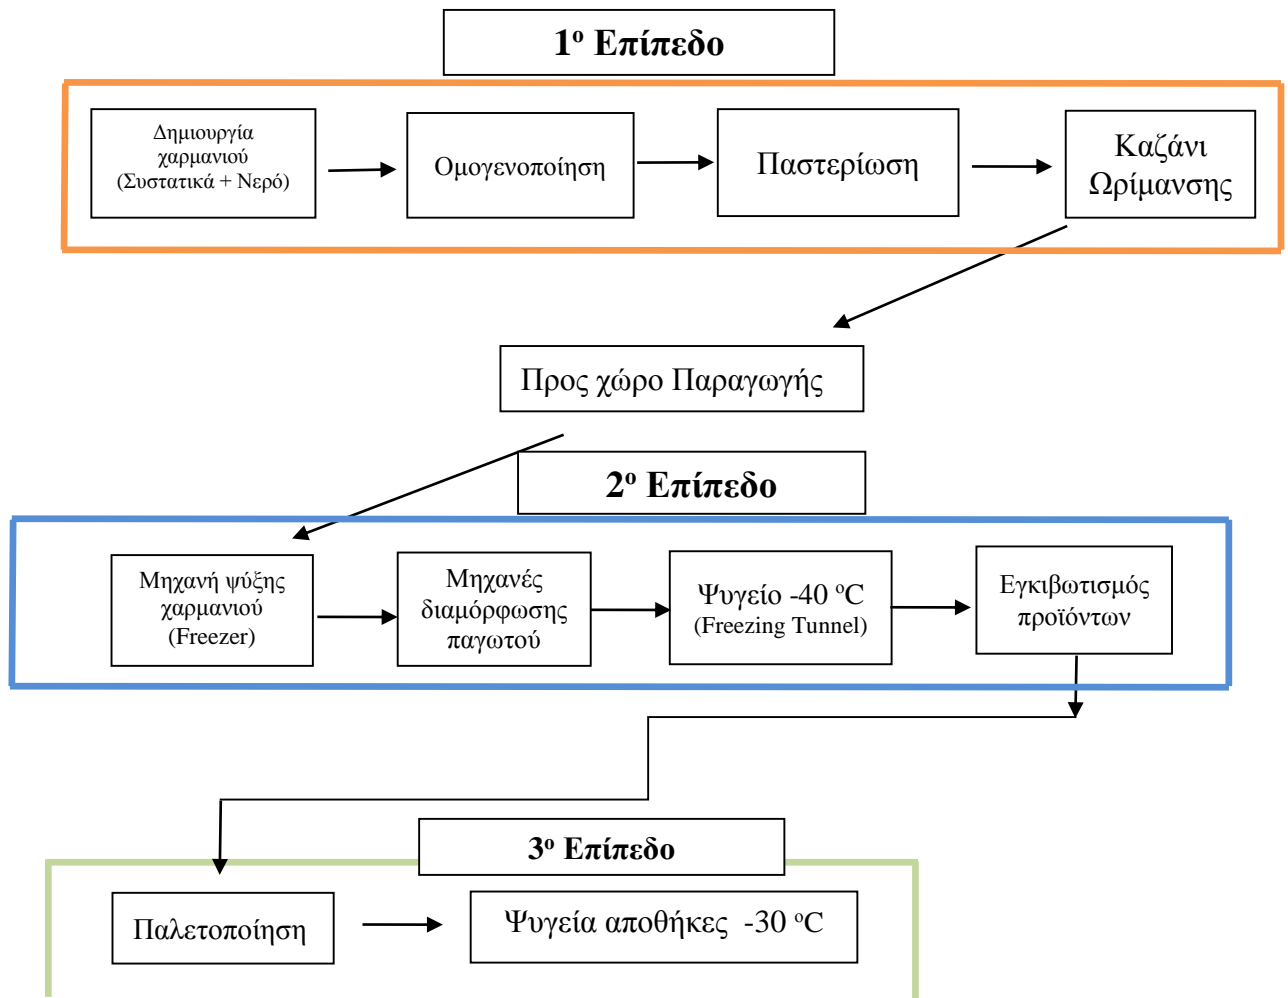 1ο Επίπεδο
Δημιουργία
χαρμανιού
(Συστατικά + Νερό)
Ομογενοποίηση
Παστερίωση
Καζάνι
Ωρίμανσης
Προς χώρο Παραγωγής
2ο Επίπεδο
Μηχανή ψύξης
χαρμανιού
(Freezer)
Μηχανές
διαμόρφωσης
παγωτού
Ψυγείο -40 οC
(Freezing Tunnel)
Εγκιβωτισμός
προϊόντων
3ο Επίπεδο
Παλετοποίηση
Ψυγεία αποθήκες -30 οC